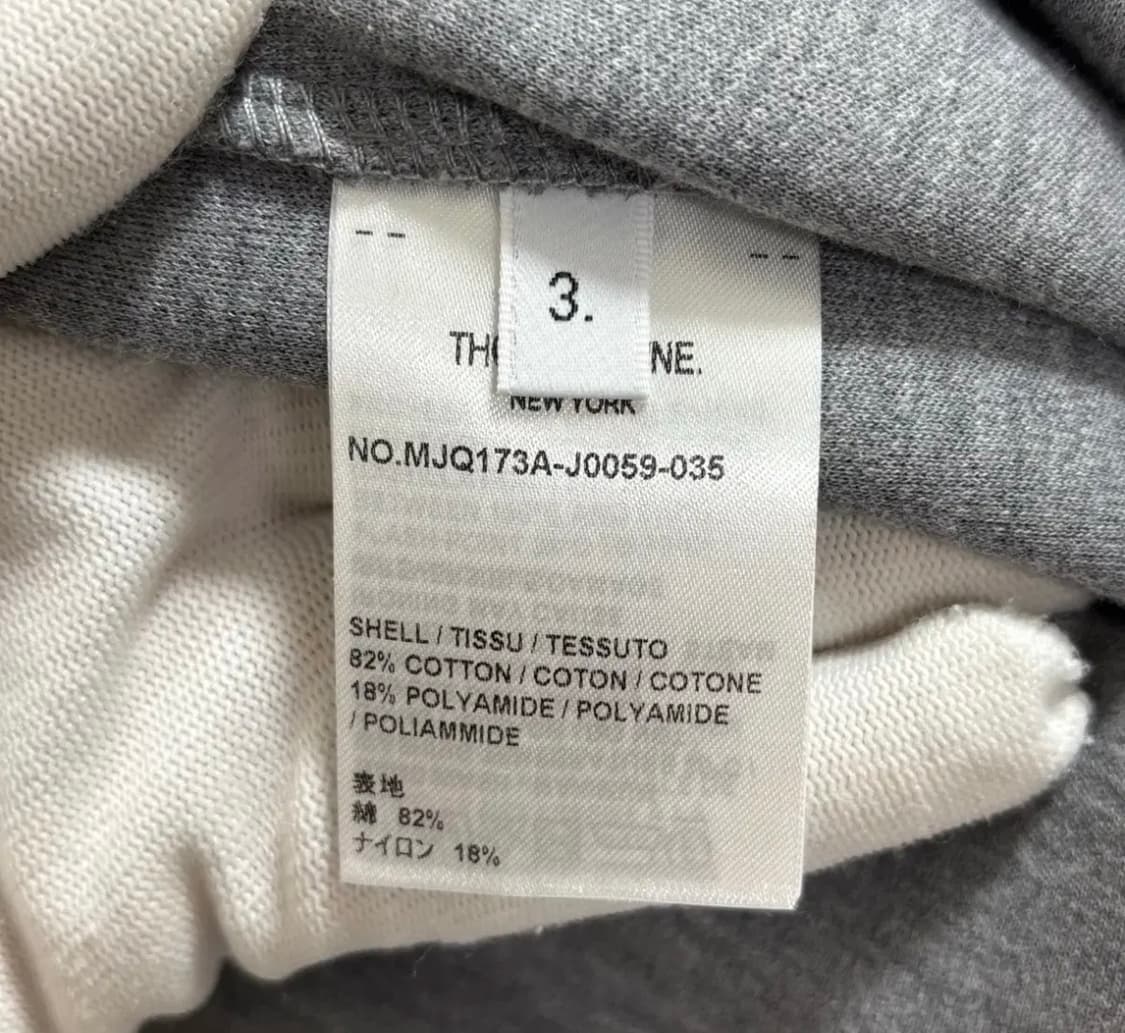 3.
TH NE.
NEW YORK
NO.MJQ173A-J0059-035
SHELL / TISSU / TESSUTO
82% COTTON / COTON / COTONE
18% POLYAMIDE / POLYAMIDE
/ POLIAMMIDE
表地
綿 82%
ナイロン 18%